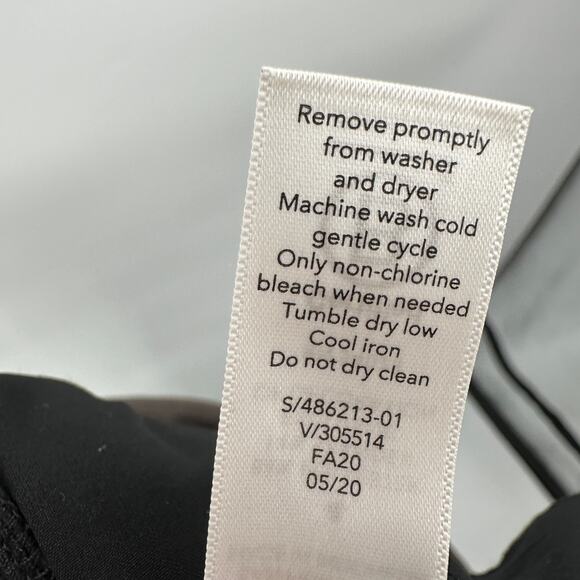 Remove promptly
from washer
and dryer
Machine wash cold
gentle cycle
Only non-chlorine
bleach when needed
Tumble dry low
Cool iron
Do not dry clean
S/486213-01
V/305514
FA20
05/20